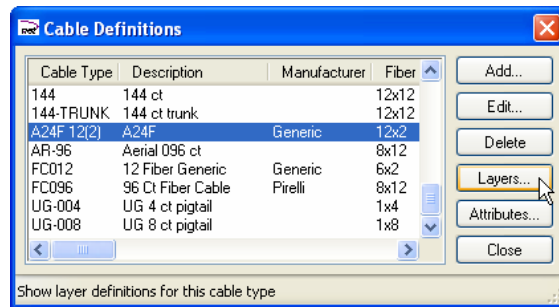 Cable Definitions
Cable Type Description Manufacturer Fiber
144 144 ct 12x12
144-TRUNK 144 ct trunk 12x12
A24F 12(2) A24F Generic 12x2
AR-96 Aerial 096 ct 8x12
FC012 12 Fiber Generic Generic 6x2
FC096 96 Ct Fiber Cable Pirelli 8x12
UG-004 UG 4 ct pigtail 1x4
UG-008 UG 8 ct pigtail 1x8
Add...
Edit...
Delete
Layers...
Attributes...
Close
Show layer definitions for this cable type